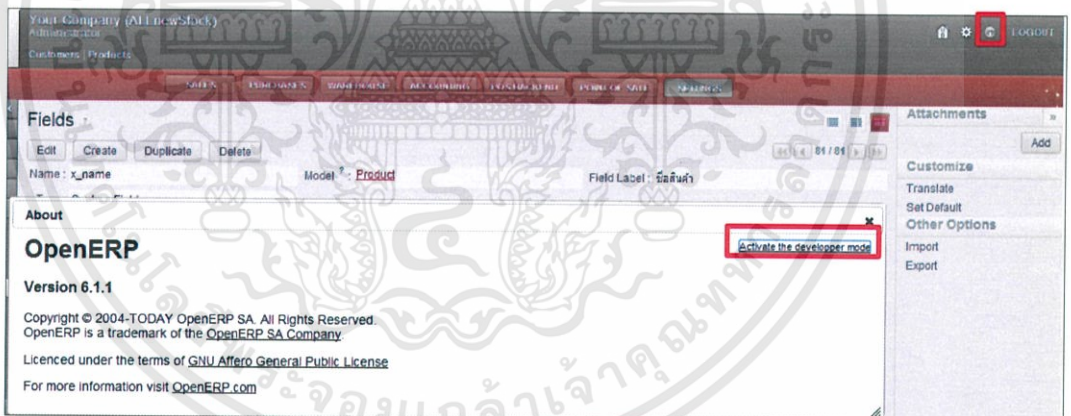 Your Company (ALLnewStock)
Administrator
LOGOUT
Customers Products
SALES PURCHASES WAREHOUSE ACCOUNTING POINT OF SALE SETTINGS
Fields
Attachments
Add
Edit Create Duplicate Delete
81 / 81
Customize
Name : x_name Model ? : Product Field Label : ชื่อสินค้า
Translate
Set Default
Other Options
Import
Export
About
OpenERP
Activate the developper mode
Version 6.1.1
Copyright © 2004-TODAY OpenERP SA. All Rights Reserved.
OpenERP is a trademark of the OpenERP SA Company.
Licenced under the terms of GNU Affero General Public License
For more information visit OpenERP.com